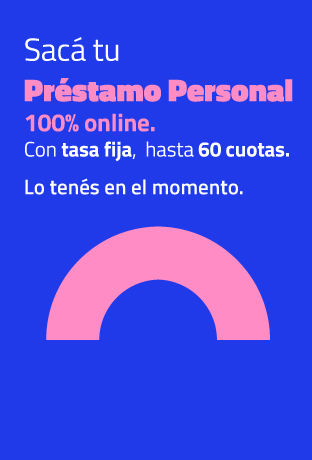 Sacá tu
Préstamo Personal
100% online.
Con tasa fija, hasta 60 cuotas.
Lo tenés en el momento.